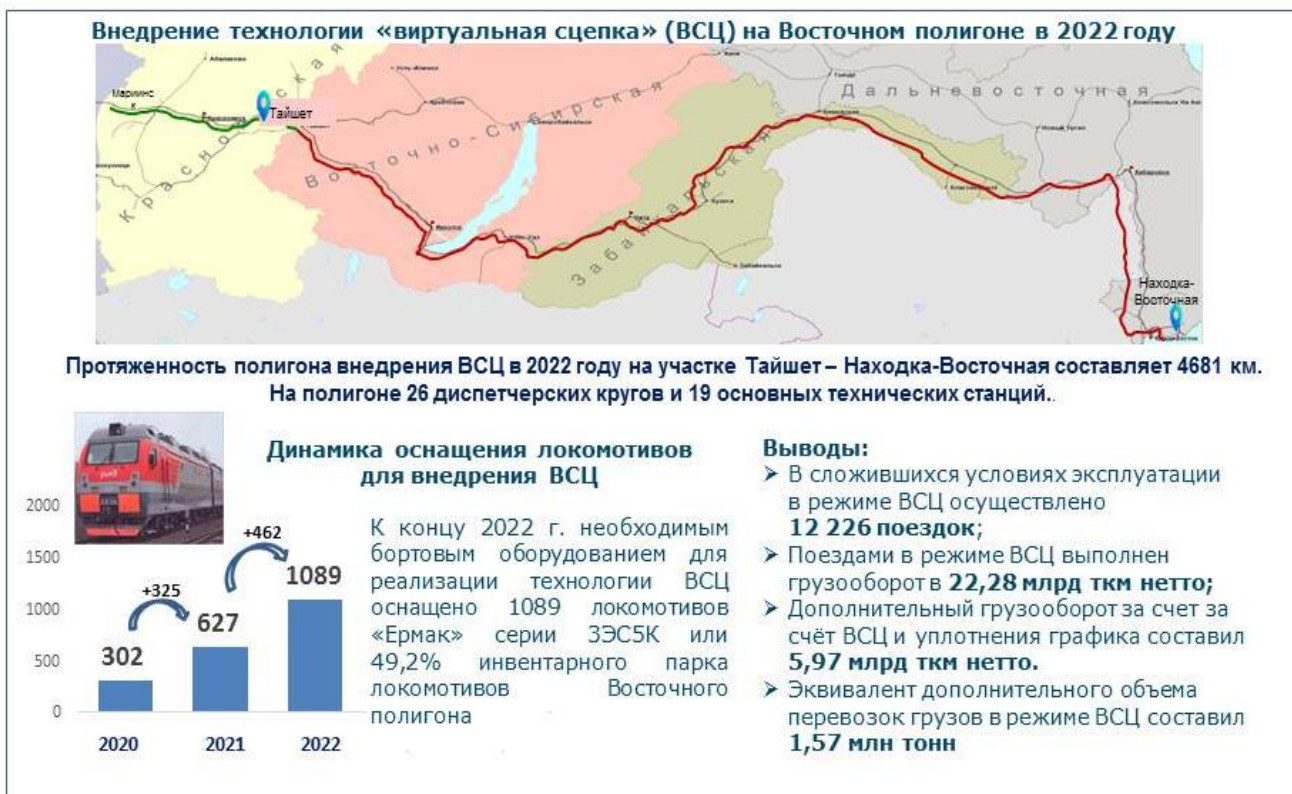 Внедрение технологии «виртуальная сцепка» (ВСЦ) на Восточном полигоне в 2022 году
Мариинс
к
Тайшет
Красноярская
Восточно-Сибирская
Забайкальская
Дальневосточная
Чита
Хабаровск
Находка-
Восточная
Протяженность полигона внедрения ВСЦ в 2022 году на участке Тайшет – Находка-Восточная составляет 4681 км.
На полигоне 26 диспетчерских кругов и 19 основных технических станций..
Динамика оснащения локомотивов
для внедрения ВСЦ
2000
1500
1000
500
0
302
+325
627
+462
1089
2020
2021
2022
К концу 2022 г. необходимым
бортовым оборудованием для
реализации технологии ВСЦ
оснащено 1089 локомотивов
«Ермак» серии 3ЭС5К или
49,2% инвентарного парка
локомотивов Восточного
полигона
Выводы:
➢ В сложившихся условиях эксплуатации
в режиме ВСЦ осуществлено
12 226 поездок;
➢ Поездами в режиме ВСЦ выполнен
грузооборот в 22,28 млрд ткм нетто;
➢ Дополнительный грузооборот за счет за
счёт ВСЦ и уплотнения графика составил
5,97 млрд ткм нетто.
➢ Эквивалент дополнительного объема
перевозок грузов в режиме ВСЦ составил
1,57 млн тонн